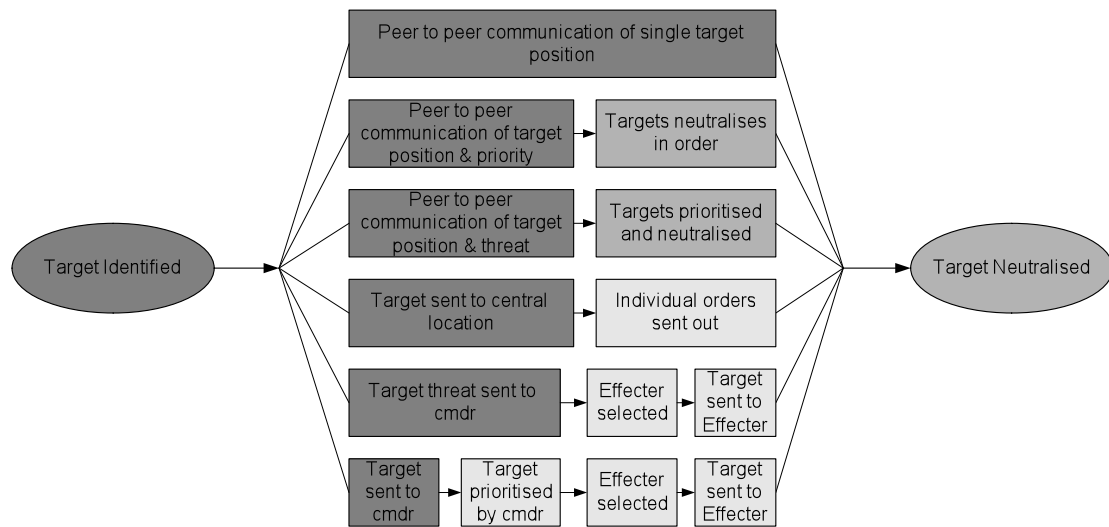 Peer to peer communication of single target
position
Peer to peer
communication of target
position & priority
Targets neutralises
in order
Peer to peer
communication of target
position & threat
Targets prioritised
and neutralised
Target Identified
Target Neutralised
Target sent to central
location
Individual orders
sent out
Target threat sent to
cmdr
Effecter
selected
Target
sent to
Effecter
Target
sent to
cmdr
Target
prioritised
by cmdr
Effecter
selected
Target
sent to
Effecter